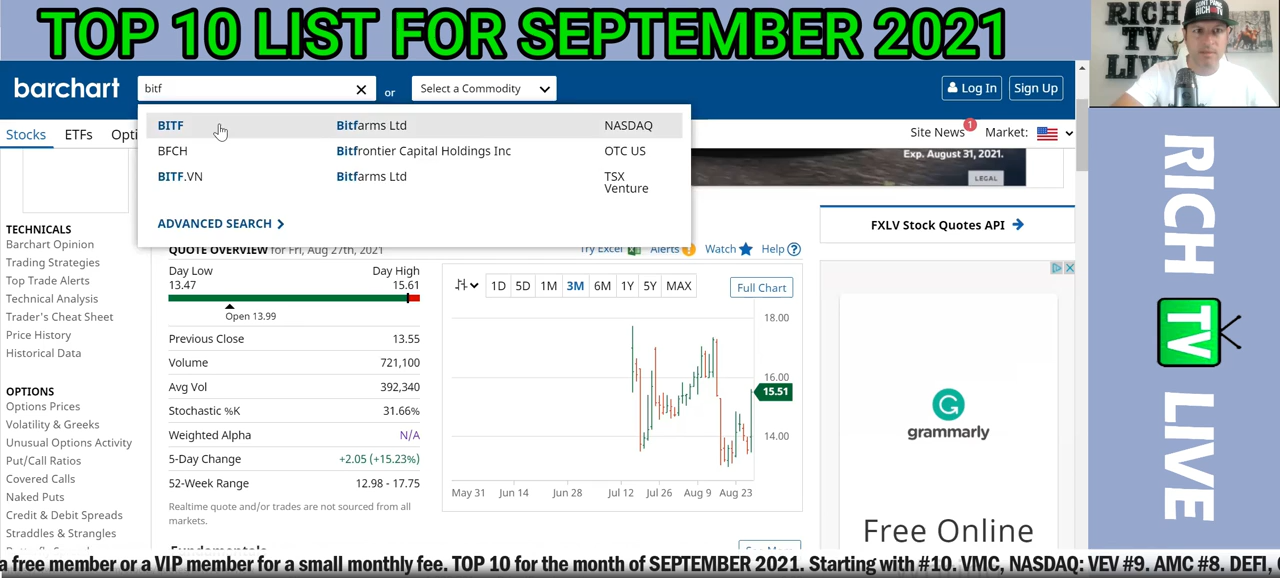 TOP 10 LIST FOR SEPTEMBER 2021
RICH
TV
LIVE
RICH TV LIVE
barchart
bitf
or
Select a Commodity
Log In
Sign Up
BITF Bitfarms Ltd NASDAQ
BFCH Bitfrontier Capital Holdings Inc OTC US
BITF.VN Bitfarms Ltd TSX Venture
ADVANCED SEARCH
Stocks ETFs Opti
Site News 1 Market:
Exp. August 31, 2021.
LEGAL
FXLV Stock Quotes API
TECHNICALS
Barchart Opinion
Trading Strategies
Top Trade Alerts
Technical Analysis
Trader's Cheat Sheet
Price History
Historical Data
OPTIONS
Options Prices
Volatility & Greeks
Unusual Options Activity
Put/Call Ratios
Covered Calls
Naked Puts
Credit & Debit Spreads
Straddles & Strangles
QUOTE OVERVIEW for Fri, Aug 27th, 2021
Try Excel Alerts Watch Help ?
Day Low Day High
13.47 15.61
Open 13.99
Previous Close 13.55
Volume 721,100
Avg Vol 392,340
Stochastic %K 31.66%
Weighted Alpha N/A
5-Day Change +2.05 (+15.23%)
52-Week Range 12.98 - 17.75
Realtime quote and/or trades are not sourced from all
markets.
Fundamentals
See More
1D 5D 1M 3M 6M 1Y 5Y MAX
Full Chart
18.00
16.00
15.51
14.00
May 31 Jun 14 Jun 28 Jul 12 Jul 26 Aug 9 Aug 23
grammarly
Free Online
a free member or a VIP member for a small monthly fee. TOP 10 for the month of SEPTEMBER 2021. Starting with #10. VMC, NASDAQ: VEV #9. AMC #8. DEFI,